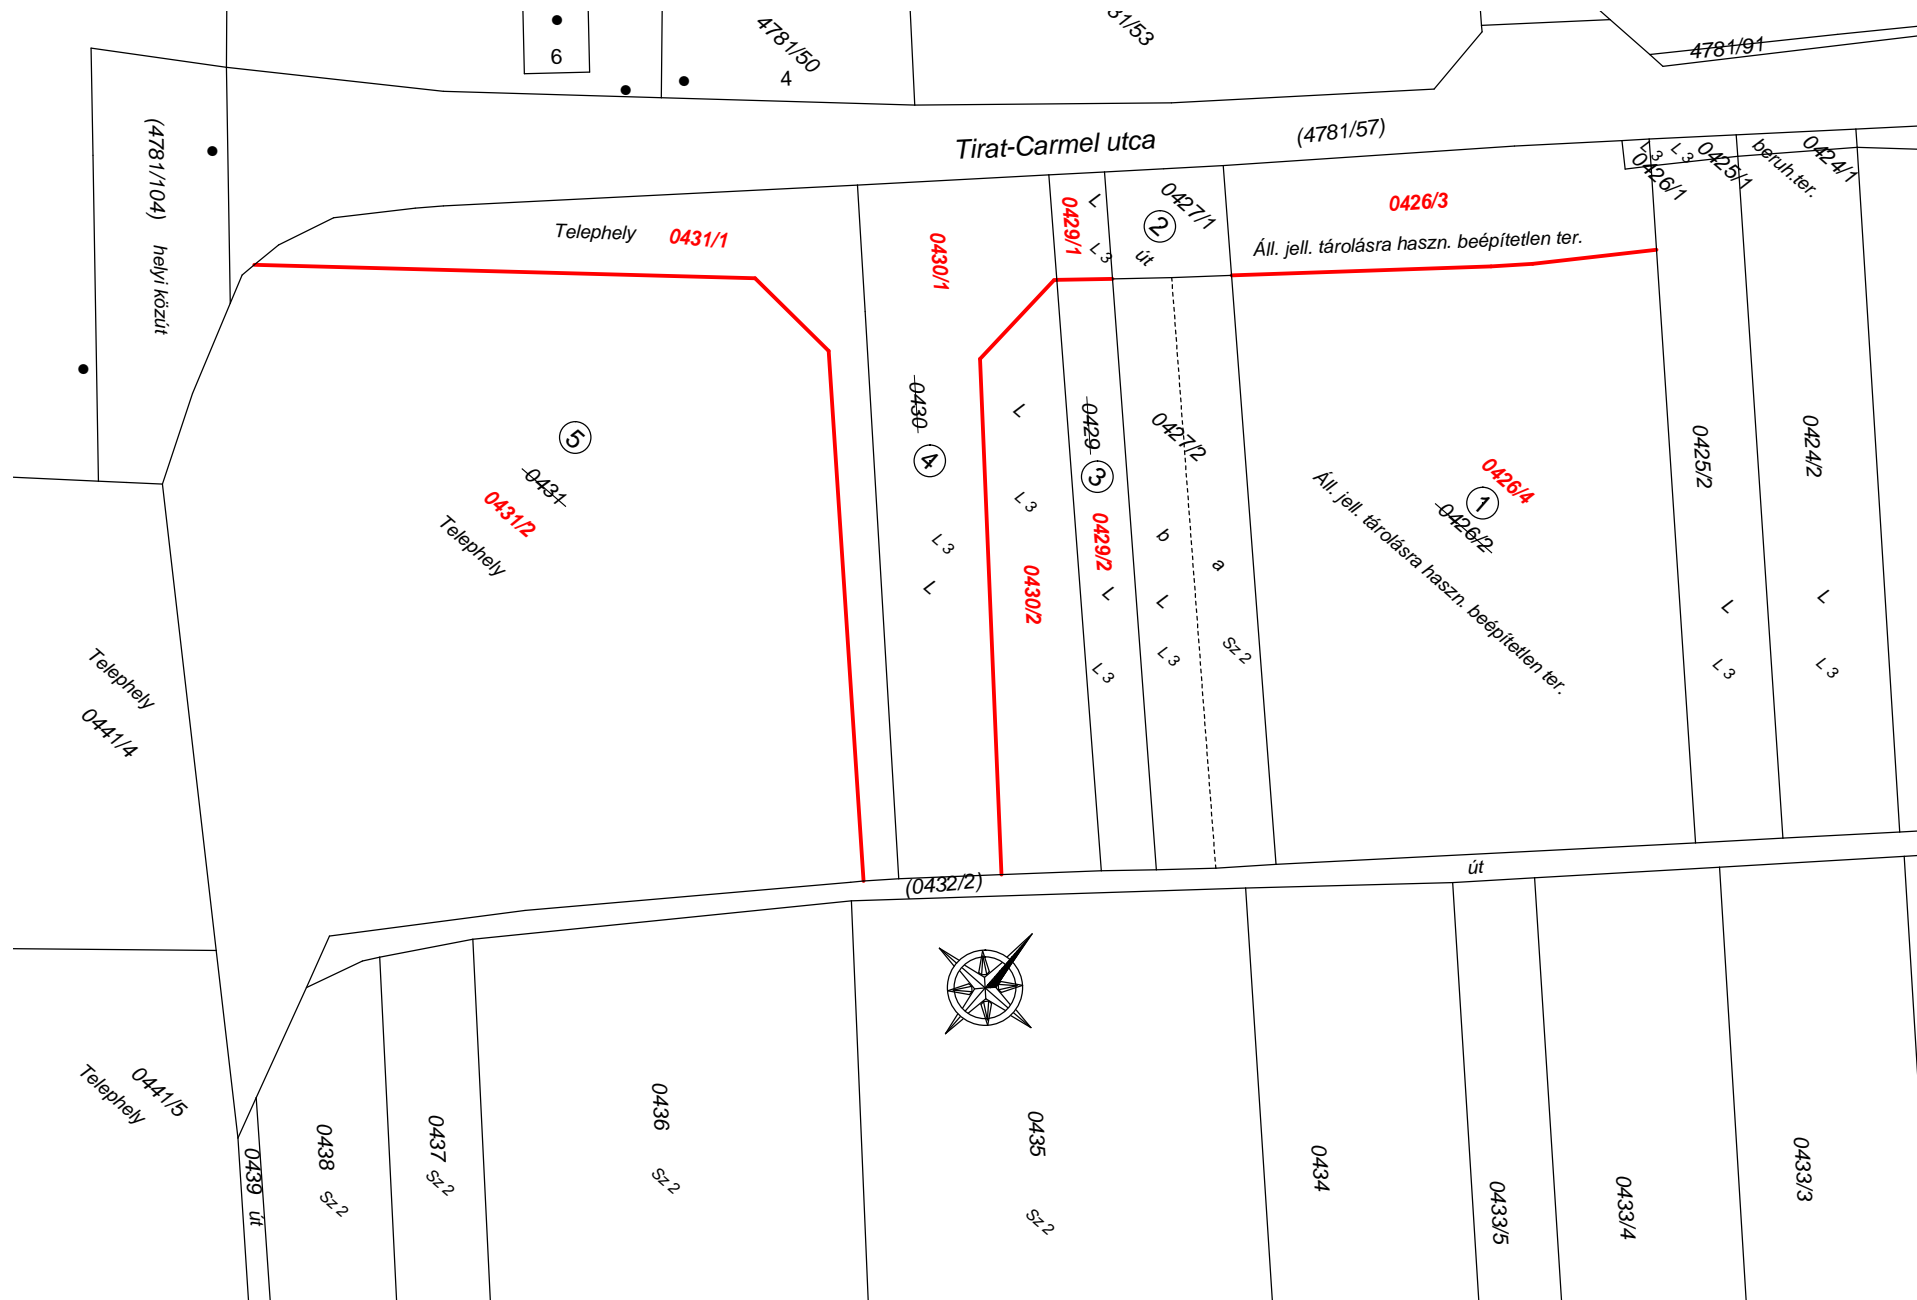 6
4781/50
4
31/53
4781/91
(4781/104) helyi közút
Tirat-Carmel utca
(4781/57)
L 3
0426/1
L 3
0425/1
beruh.ter.
0424/1
Telephely
0431/1
0430/1
0429/1
L
L 3
0427/1
2
út
0426/3
Áll. jell. tárolásra haszn. beépítetlen ter.
5
0431
0431/2
Telephely
0430
4
L
L 3
L 3
L
0430/2
0429
3
0429/2
L
L 3
0427/2
b
L
L 3
a
Sz.2
0426/4
1
0426/2
Áll. jell. tárolásra haszn. beépítetlen ter.
0425/2
L
L 3
0424/2
L
L 3
Telephely
0441/4
(0432/2)
út
0441/5
Telephely
0439 út
0438
Sz.2
0437
Sz.2
0436
Sz.2
0435
Sz.2
0434
0433/5
0433/4
0433/3